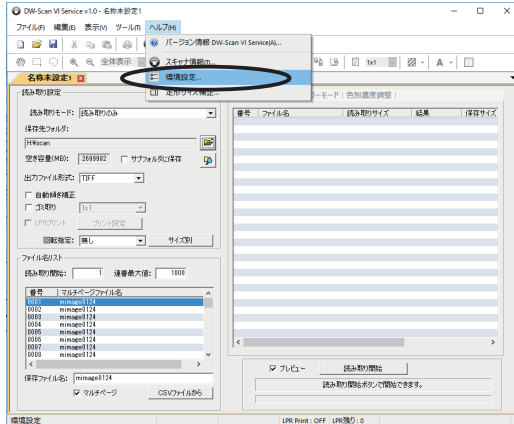 DW-Scan VI Service v1.0 - 名称未設定1
ファイル(F) 編集(E) 表示(V) ツール(T) ヘルプ(H)
バージョン情報 DW-Scan VI Service(A)...
スキャナ情報の...
環境設定...
定形サイズ補正...
全体表示
1x1
名称未設定1
読み取り設定
読み取りモード: 読み取りのみ
保存先フォルダ:
H:¥scan
空き容量(MB): 2699982 サブフォルダに保存
出力ファイル形式: TIFF
自動傾き補正
ゴミ取り 1x1
LPRプリント プリント設定
回転指定: 無し サイズ別
ファイル名リスト
読み取り開始: 1 連番最大値: 1000
番号 マルチページファイル名
0001 mimage0124
0002 mimage0124
0003 mimage0124
0004 mimage0124
0005 mimage0124
0006 mimage0124
0007 mimage0124
0008 mimage0124
保存ファイル名: mimage0124
マルチページ CSVファイルから
ーモード 色別濃度調整
番号 ファイル名 読み取りサイズ 結果 保存サイズ
プレビュー 読み取り開始
読み取り開始ボタンで開始できます。
環境設定
LPR Print : OFF LPR残り : 0